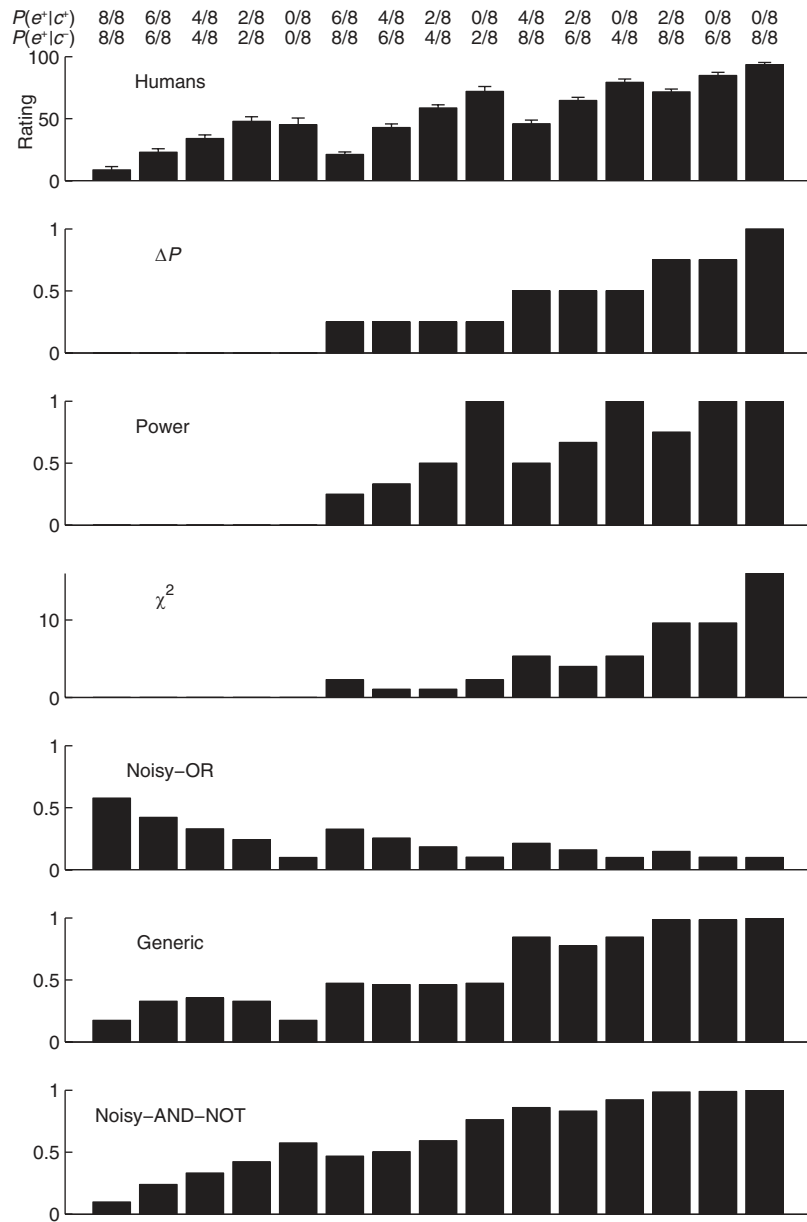 P(e⁺|c⁺) 8/8 6/8 4/8 2/8 0/8 6/8 4/8 2/8 0/8 4/8 2/8 0/8 2/8 0/8 0/8
P(e⁺|c⁻) 8/8 6/8 4/8 2/8 0/8 8/8 6/8 4/8 2/8 8/8 6/8 4/8 8/8 6/8 8/8
100
Humans
Rating
50
0
1
ΔP
0.5
0
1
Power
0.5
0
χ²
10
0
1
Noisy−OR
0.5
0
1
Generic
0.5
0
1
Noisy−AND−NOT
0.5
0